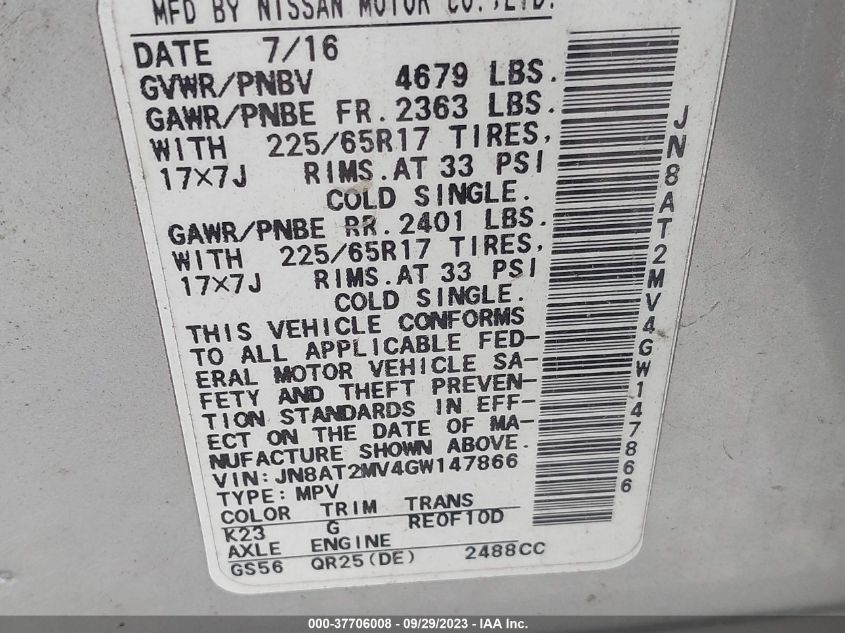 MFD BY NISSAN MOTOR CO.,LTD.
DATE 7/16
GVWR/PNBV 4679 LBS.
GAWR/PNBE FR. 2363 LBS.
WITH 225/65R17 TIRES,
17×7J RIMS. AT 33 PSI
COLD SINGLE.
GAWR/PNBE RR. 2401 LBS.
WITH 225/65R17 TIRES,
17×7J RIMS. AT 33 PSI
COLD SINGLE.
THIS VEHICLE CONFORMS
TO ALL APPLICABLE FED-
ERAL MOTOR VEHICLE SA-
FETY AND THEFT PREVEN-
TION STANDARDS IN EFF-
ECT ON THE DATE OF MA-
NUFACTURE SHOWN ABOVE.
VIN:JN8AT2MV4GW147866
TYPE: MPV
COLOR TRIM TRANS
K23 G RE0F10D
AXLE ENGINE
GS56 QR25(DE) 2488CC
JN8AT2MV4GW147866
000-37706008 - 09/29/2023 - IAA Inc.